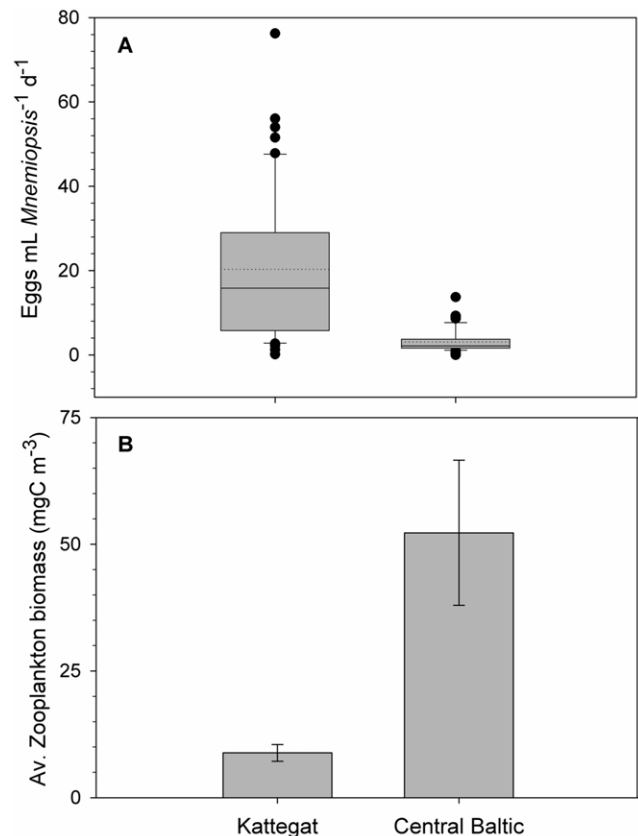 A
80
60
40
20
0
Eggs mL Mnemiopsis⁻¹ d⁻¹
B
75
50
25
0
Av. Zooplankton biomass (mgC m⁻³)
Kattegat Central Baltic